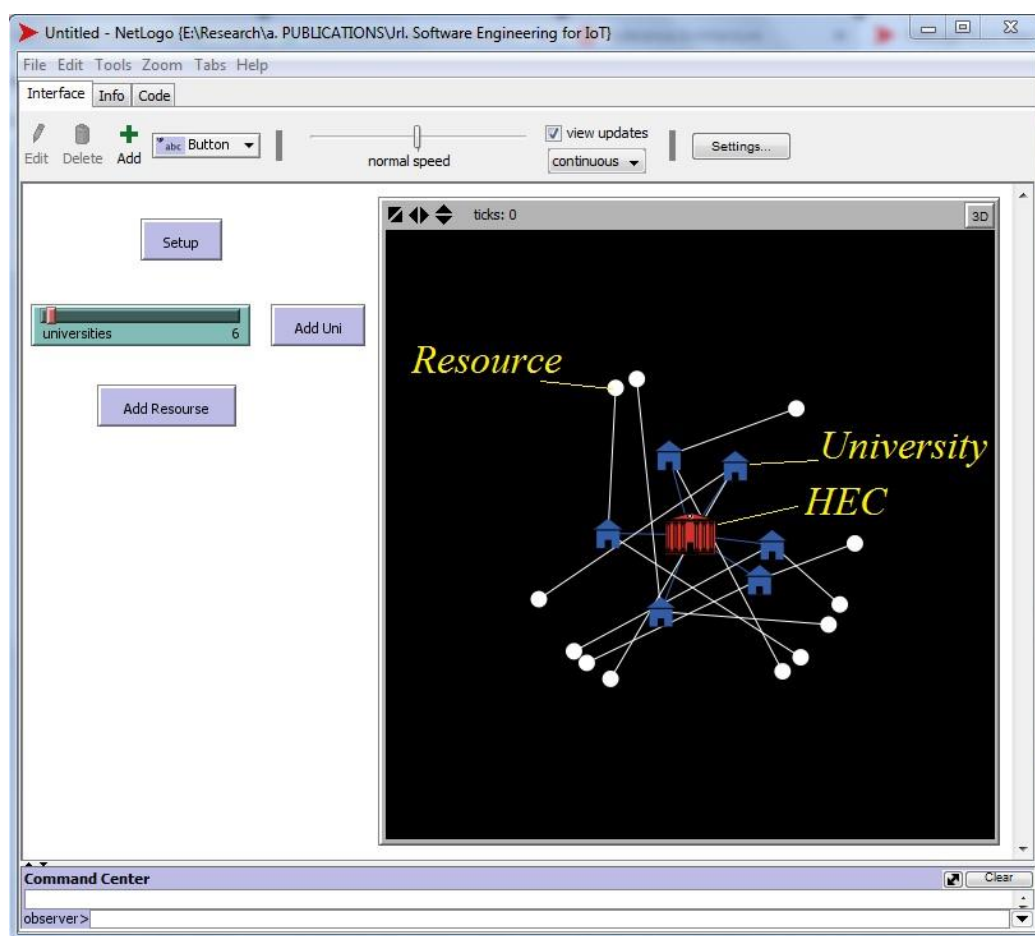 Untitled - NetLogo {E:\Research\a. PUBLICATIONS\Jrl. Software Engineering for IoT}
File Edit Tools Zoom Tabs Help
Interface Info Code
Edit Delete Add abc Button normal speed view updates continuous Settings...
ticks: 0 3D
Setup
universities 6 Add Uni
Add Resourse
Resource
University
HEC
Command Center Clear
observer>